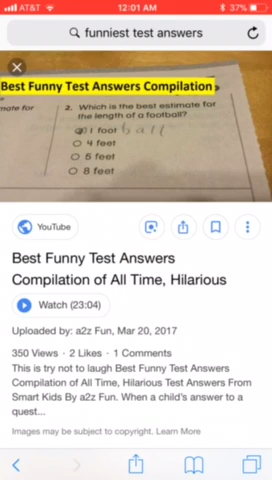 AT&T
12:01 AM
37%
funniest test answers
Best Funny Test Answers Compilation
mate for
2. Which is the best estimate for
the length of a football?
1 foot ball
4 feet
5 feet
8 feet
YouTube
Best Funny Test Answers
Compilation of All Time, Hilarious
Watch (23:04)
Uploaded by: a2z Fun, Mar 20, 2017
350 Views · 2 Likes · 1 Comments
This is try not to laugh Best Funny Test Answers
Compilation of All Time, Hilarious Test Answers From
Smart Kids By a2z Fun. When a child's answer to a
quest...
Images may be subject to copyright. Learn More